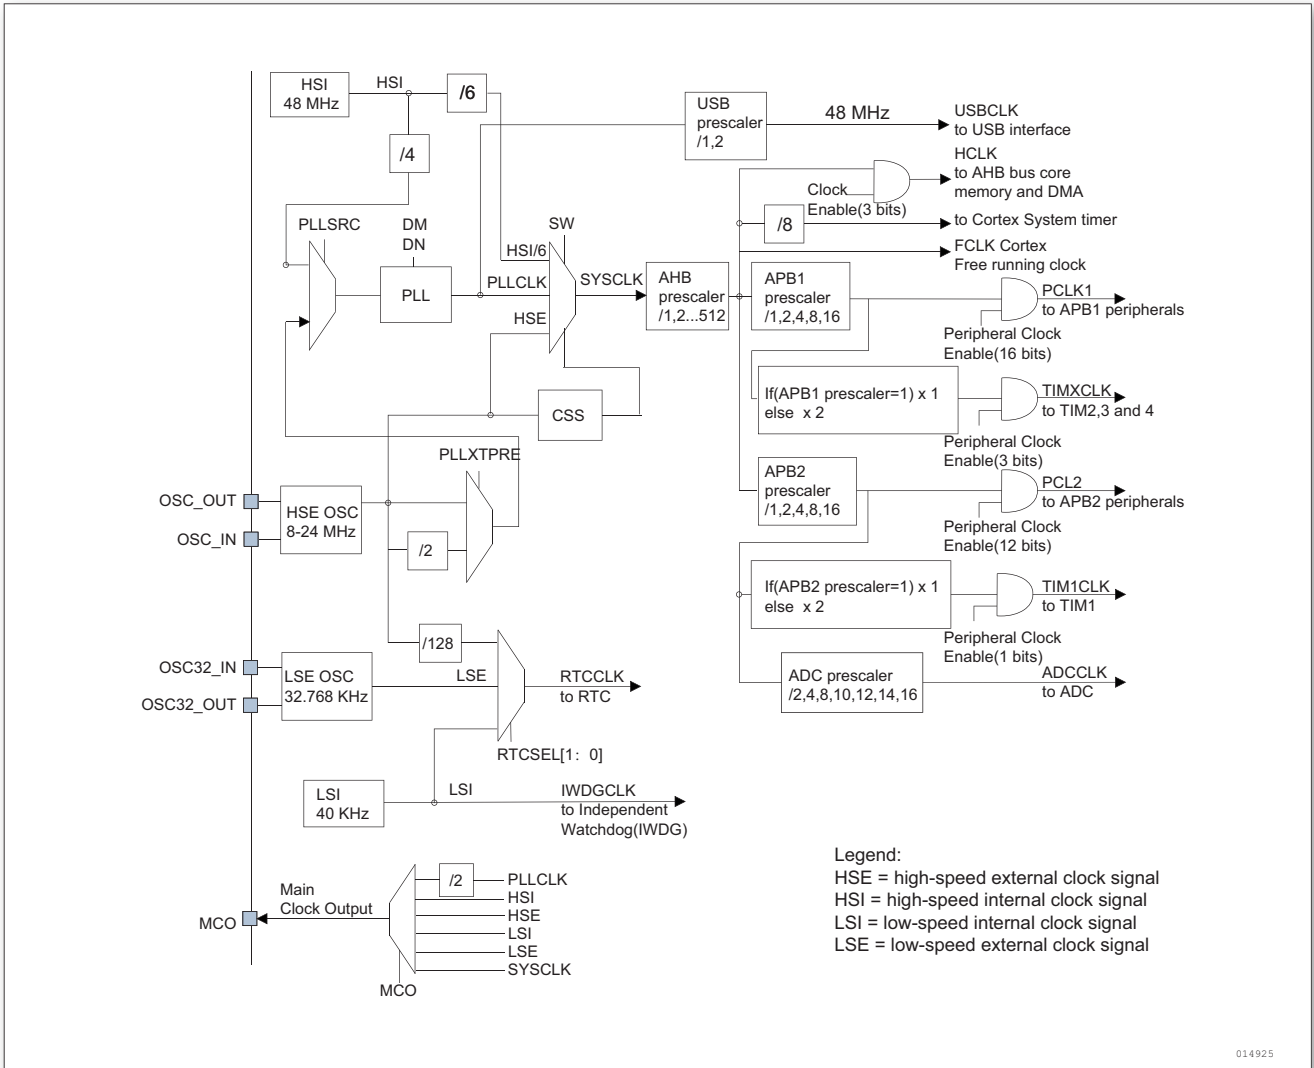 HSI
48 MHz
HSI
/6
/4
USB
prescaler
/1,2
48 MHz
USBCLK
to USB interface
HCLK
to AHB bus core
memory and DMA
Clock
Enable(3 bits)
/8
to Cortex System timer
FCLK Cortex
Free running clock
PLLSRC
DM
DN
PLL
PLLCLK
SW
HSI/6
HSE
SYSCLK
AHB
prescaler
/1,2...512
APB1
prescaler
/1,2,4,8,16
PCLK1
to APB1 peripherals
Peripheral Clock
Enable(16 bits)
If(APB1 prescaler=1) x 1
else x 2
TIMXCLK
to TIM2,3 and 4
Peripheral Clock
Enable(3 bits)
CSS
PLLXTPRE
APB2
prescaler
/1,2,4,8,16
PCL2
to APB2 peripherals
Peripheral Clock
Enable(12 bits)
OSC_OUT
OSC_IN
HSE OSC
8-24 MHz
/2
If(APB2 prescaler=1) x 1
else x 2
TIM1CLK
to TIM1
Peripheral Clock
Enable(1 bits)
/128
OSC32_IN
OSC32_OUT
LSE OSC
32.768 KHz
LSE
RTCCLK
to RTC
RTCSEL[1: 0]
ADC prescaler
/2,4,8,10,12,14,16
ADCCLK
to ADC
LSI
40 KHz
LSI
IWDGCLK
to Independent
Watchdog(IWDG)
MCO
Main
Clock Output
/2
PLLCLK
HSI
HSE
LSI
LSE
SYSCLK
MCO
Legend:
HSE = high-speed external clock signal
HSI = high-speed internal clock signal
LSI = low-speed internal clock signal
LSE = low-speed external clock signal
014925